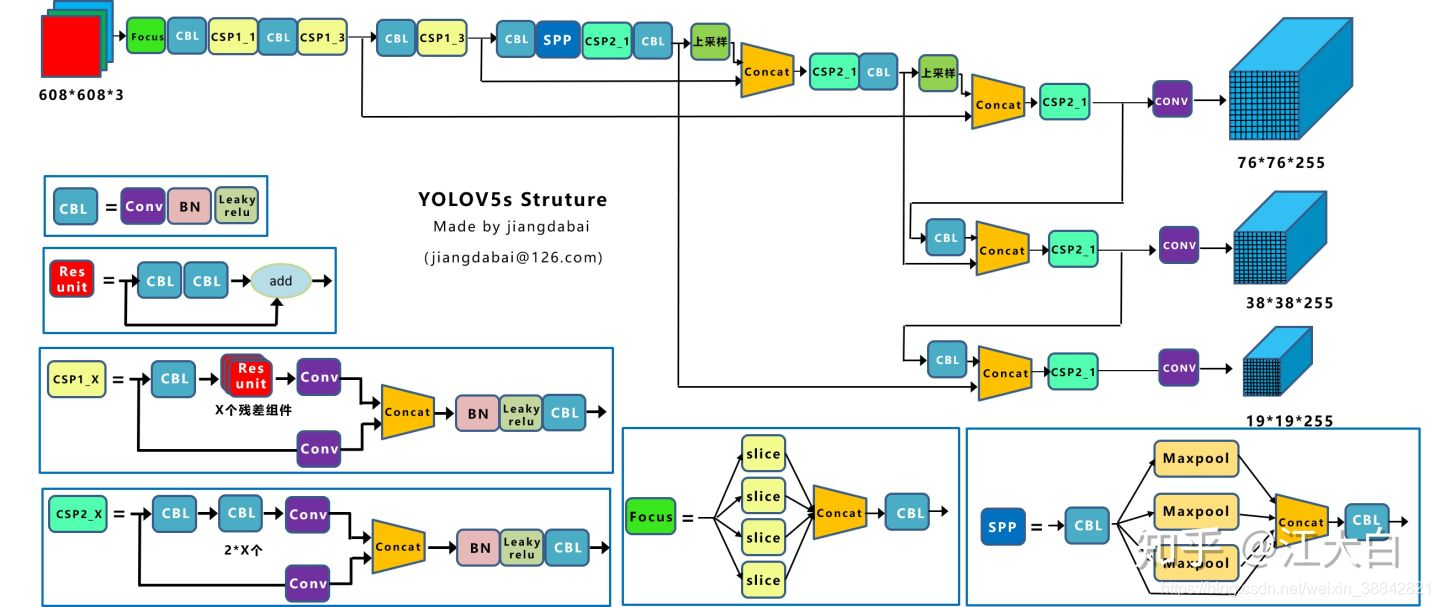 Focus CBL CSP1_1 CBL CSP1_3 CBL CSP1_3 CBL SPP CSP2_1 CBL 上采样
Concat CSP2_1 CBL 上采样
Concat CSP2_1 CONV
608*608*3
76*76*255
YOLOV5s Struture
Made by jiangdabai
(jiangdabai@126.com)
CBL = Conv BN Leaky relu
CBL Concat CSP2_1 CONV
38*38*255
Res unit = CBL CBL add
CBL Concat CSP2_1 CONV
19*19*255
CSP1_X = CBL Res unit Conv
X个残差组件
Conv
Concat BN Leaky relu CBL
CSP2_X = CBL CBL Conv
2*X个
Conv
Concat BN Leaky relu CBL
Focus = slice
slice
slice
slice
Concat CBL
SPP = CBL Maxpool
Maxpool
Maxpool
Concat CBL
知乎 @江大白
https://blog.csdn.net/weixin_38842821